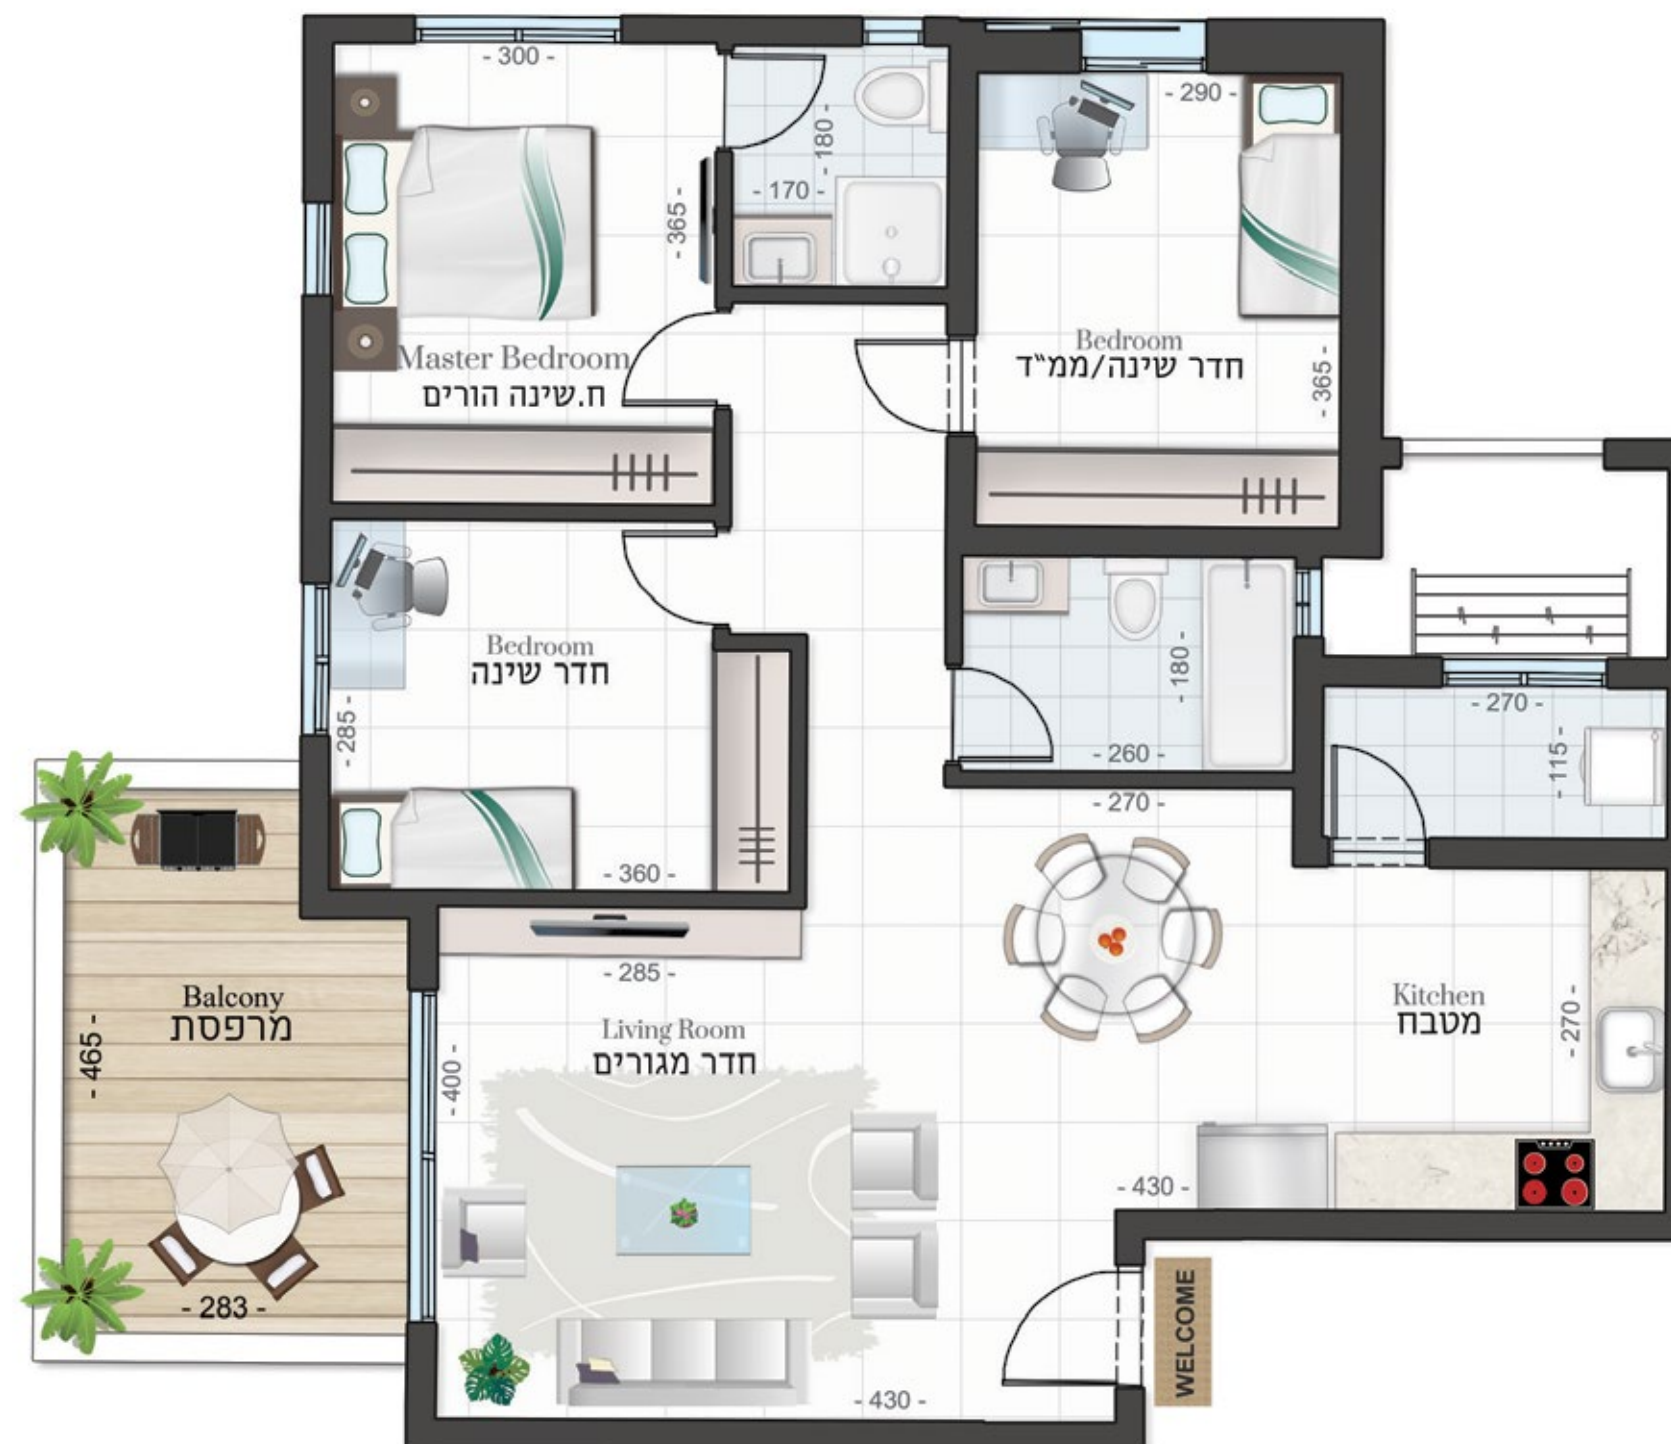 - 300 -
- 180 -
- 170 -
- 290 -
- 365 -
Master Bedroom
ח.שינה הורים
Bedroom
חדר שינה/ממ"ד
- 365 -
Bedroom
חדר שינה
- 285 -
- 360 -
- 180 -
- 260 -
- 270 -
- 270 -
- 115 -
- 285 -
Balcony
מרפסת
- 465 -
- 283 -
Living Room
חדר מגורים
- 400 -
Kitchen
מטבח
- 270 -
- 430 -
WELCOME
- 430 -